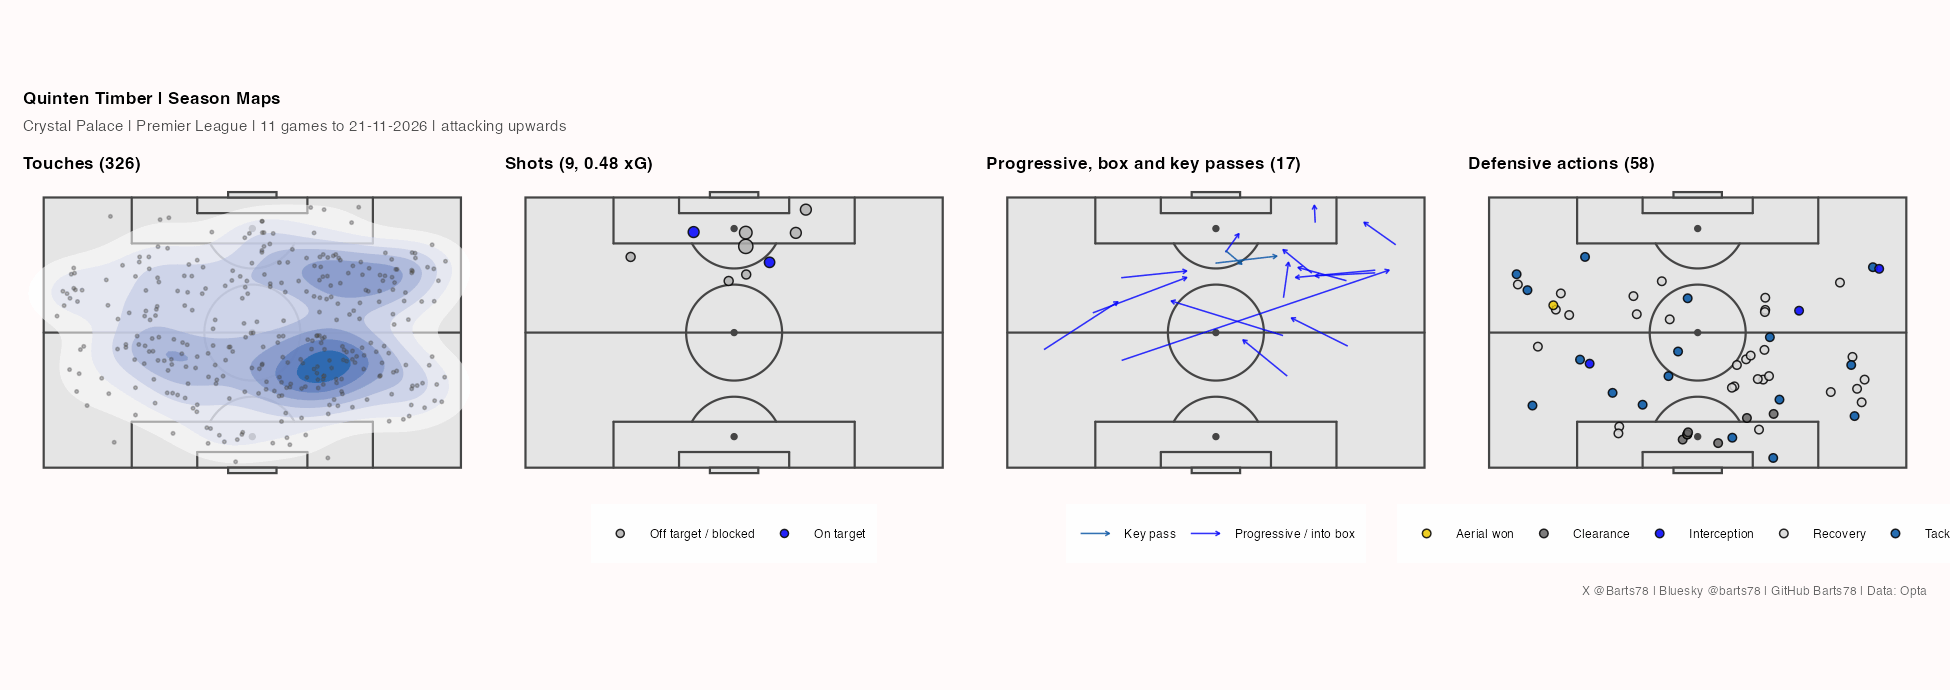 Quinten Timber | Season Maps
Crystal Palace | Premier League | 11 games to 21-11-2026 | attacking upwards
Touches (326)
Shots (9, 0.48 xG)
Progressive, box and key passes (17)
Defensive actions (58)
Off target / blocked
On target
Key pass
Progressive / into box
Aerial won
Clearance
Interception
Recovery
Tack
X @Barts78 | Bluesky @barts78 | GitHub Barts78 | Data: Opta